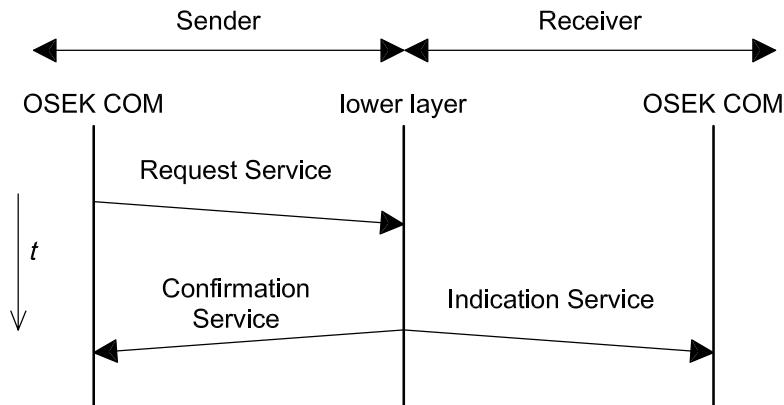 Sender
Receiver
OSEK COM
lower layer
OSEK COM
Request Service
t
Confirmation
Service
Indication Service